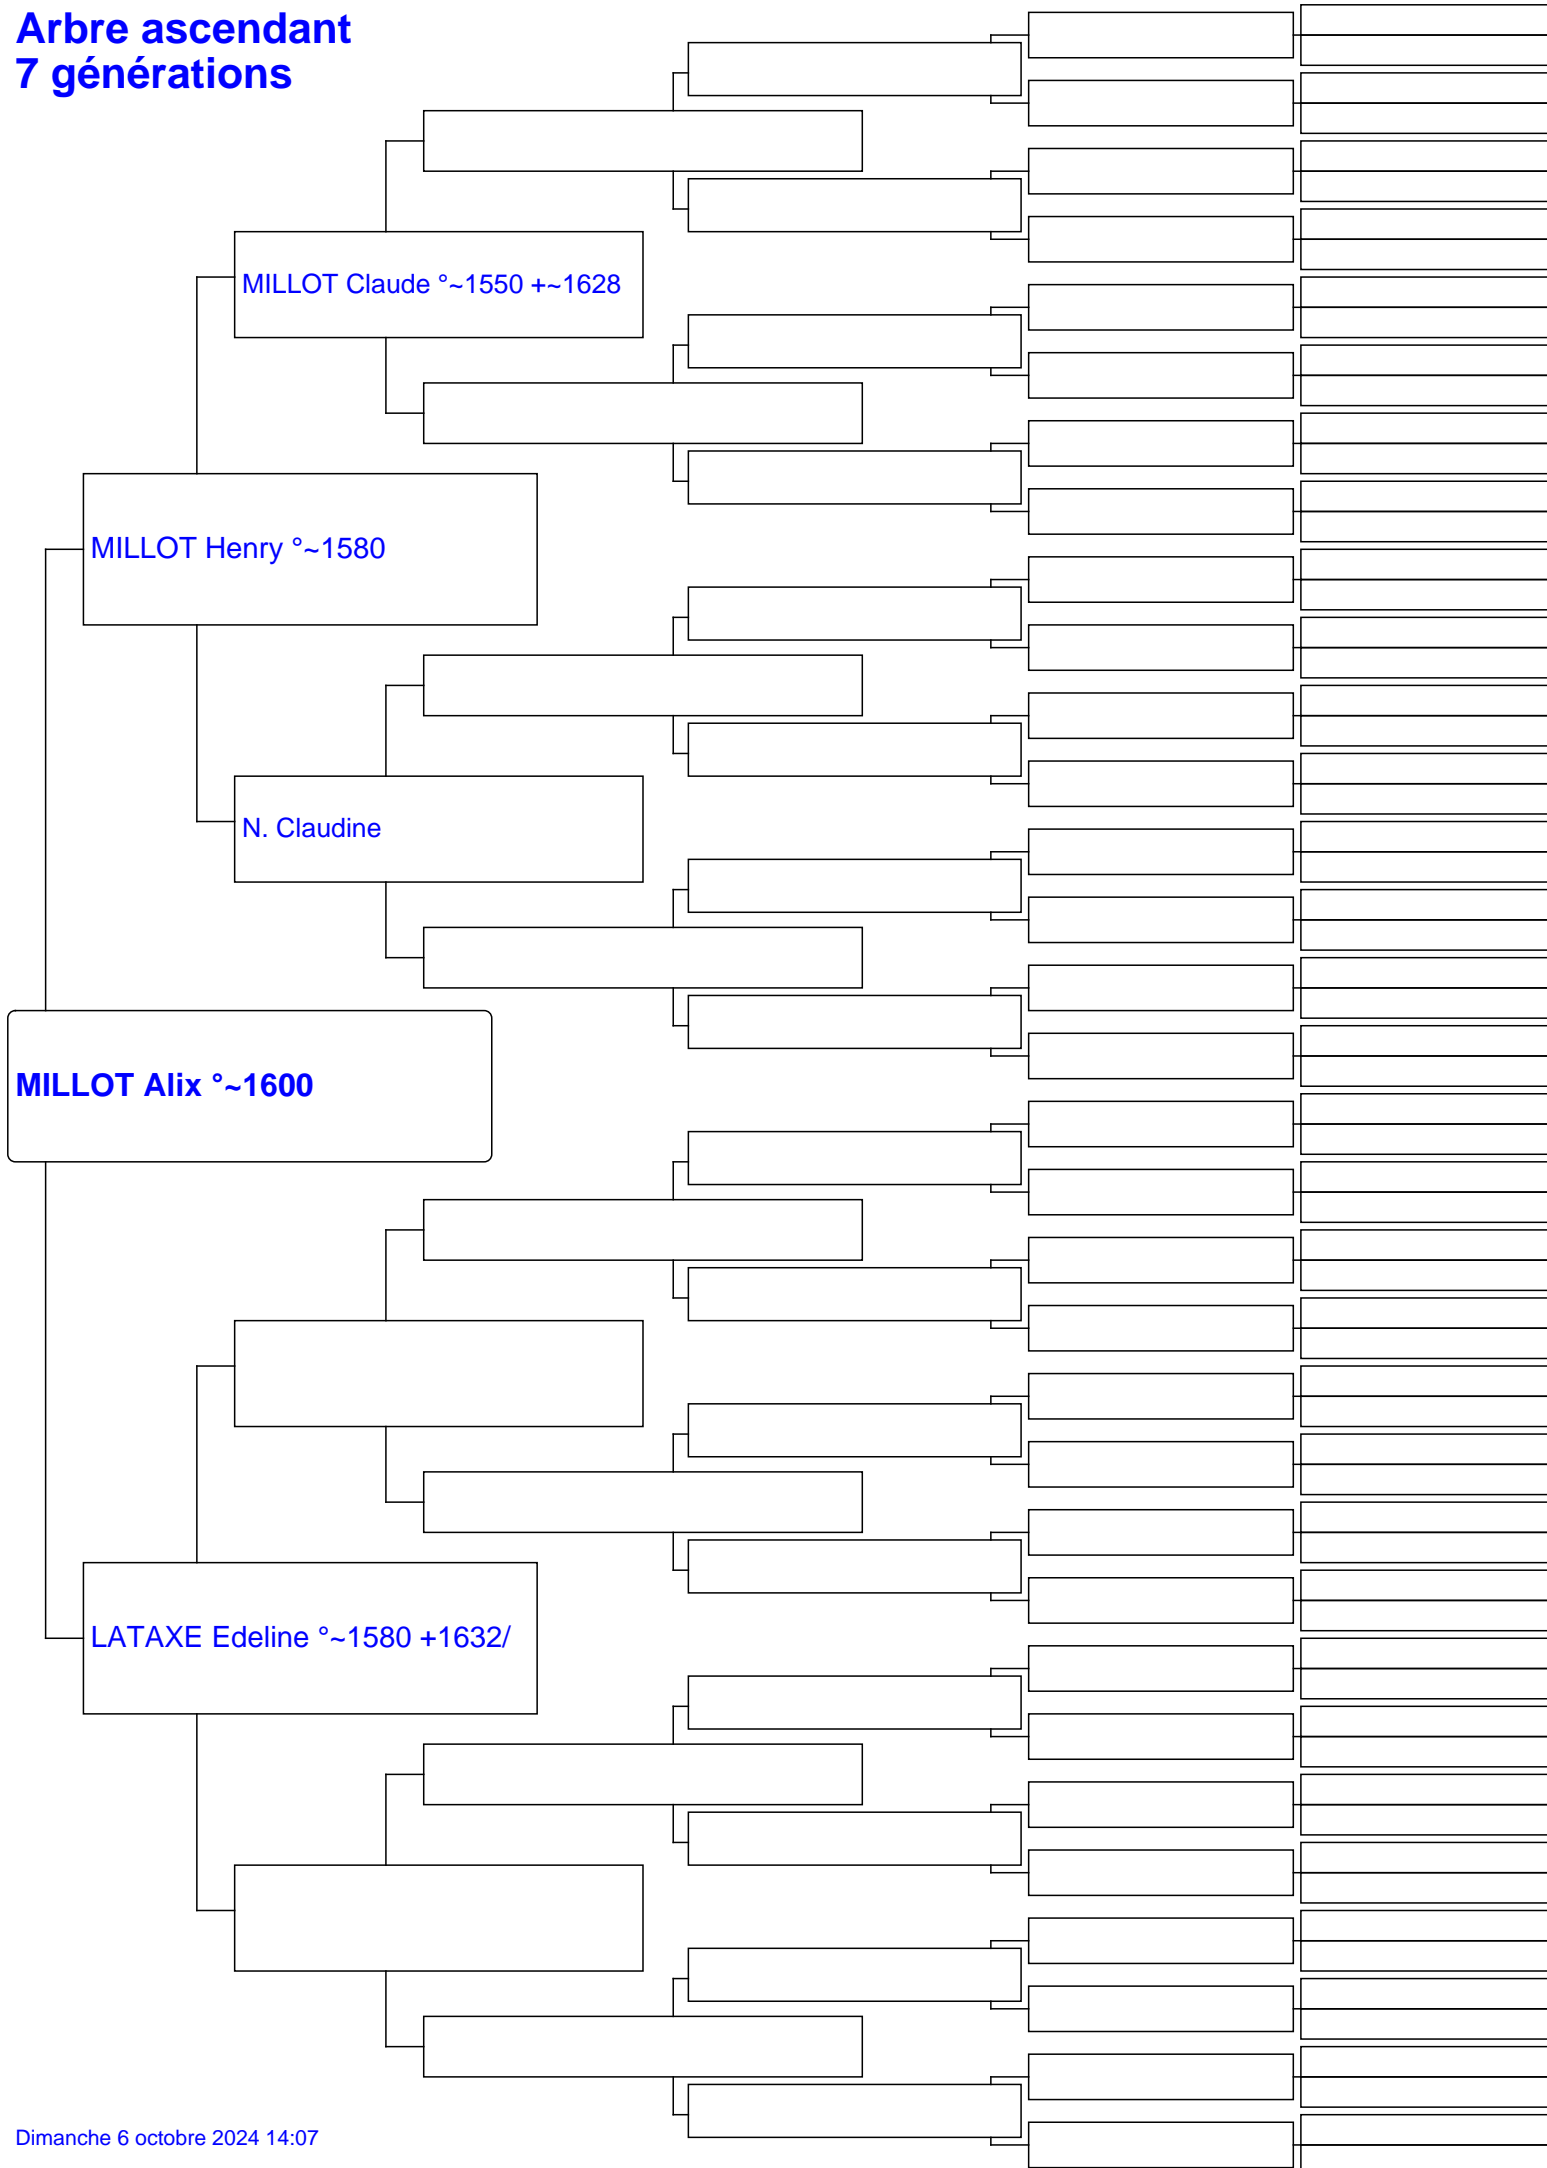 Arbre ascendant
7 générations
MILLOT Claude °~1550 +~1628
MILLOT Henry °~1580
N. Claudine
MILLOT Alix °~1600
LATAXE Edeline °~1580 +1632/
Dimanche 6 octobre 2024 14:07